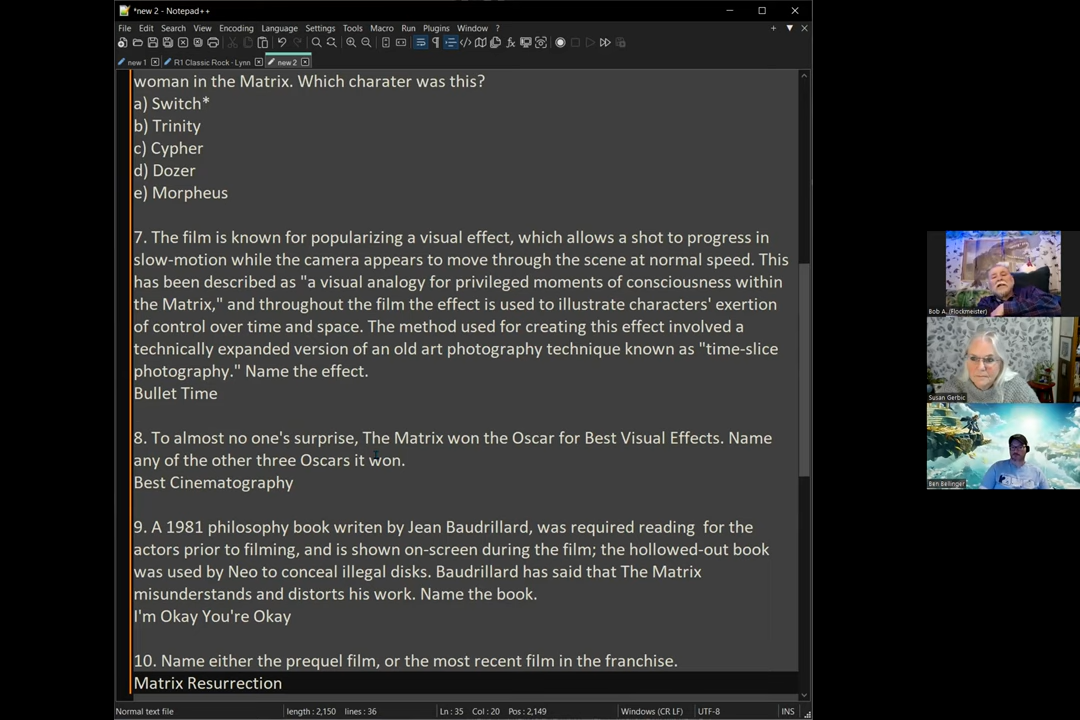 *new 2 - Notepad++
File Edit Search View Encoding Language Settings Tools Macro Run Plugins Window ?
new 1 R1 Classic Rock - Lynn new 2
woman in the Matrix. Which charater was this?
a) Switch*
b) Trinity
c) Cypher
d) Dozer
e) Morpheus
7. The film is known for popularizing a visual effect, which allows a shot to progress in
slow-motion while the camera appears to move through the scene at normal speed. This
has been described as "a visual analogy for privileged moments of consciousness within
the Matrix," and throughout the film the effect is used to illustrate characters' exertion
of control over time and space. The method used for creating this effect involved a
technically expanded version of an old art photography technique known as "time-slice
photography." Name the effect.
Bullet Time
8. To almost no one's surprise, The Matrix won the Oscar for Best Visual Effects. Name
any of the other three Oscars it won.
Best Cinematography
9. A 1981 philosophy book writen by Jean Baudrillard, was required reading for the
actors prior to filming, and is shown on-screen during the film; the hollowed-out book
was used by Neo to conceal illegal disks. Baudrillard has said that The Matrix
misunderstands and distorts his work. Name the book.
I'm Okay You're Okay
10. Name either the prequel film, or the most recent film in the franchise.
Matrix Resurrection
Normal text file length : 2,150 lines : 36 Ln : 35 Col : 20 Pos : 2,149 Windows (CR LF) UTF-8 INS
Bob A. (Flockmeister)
Susan Gerbic
Ben Bellinger